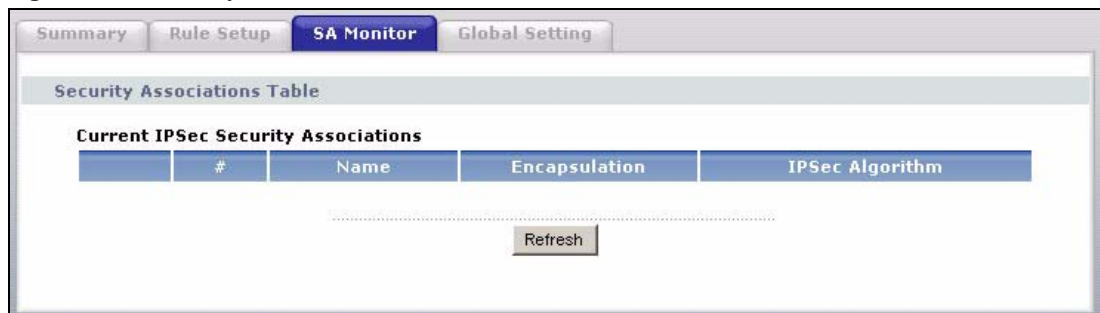 Summary Rule Setup SA Monitor Global Setting
Security Associations Table
Current IPSec Security Associations
# Name Encapsulation IPSec Algorithm
Refresh